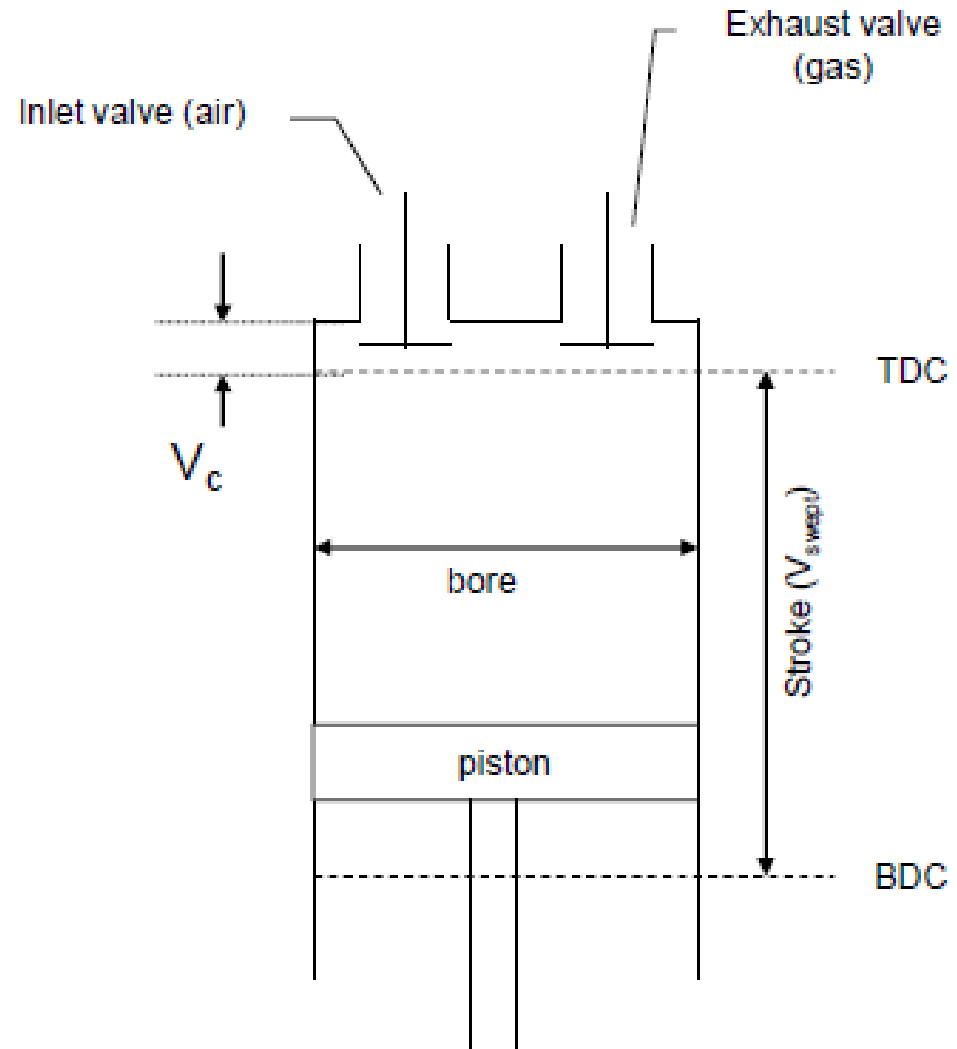 Exhaust valve
(gas)
Inlet valve (air)
TDC
Vc
Stroke (Vswept)
bore
piston
BDC